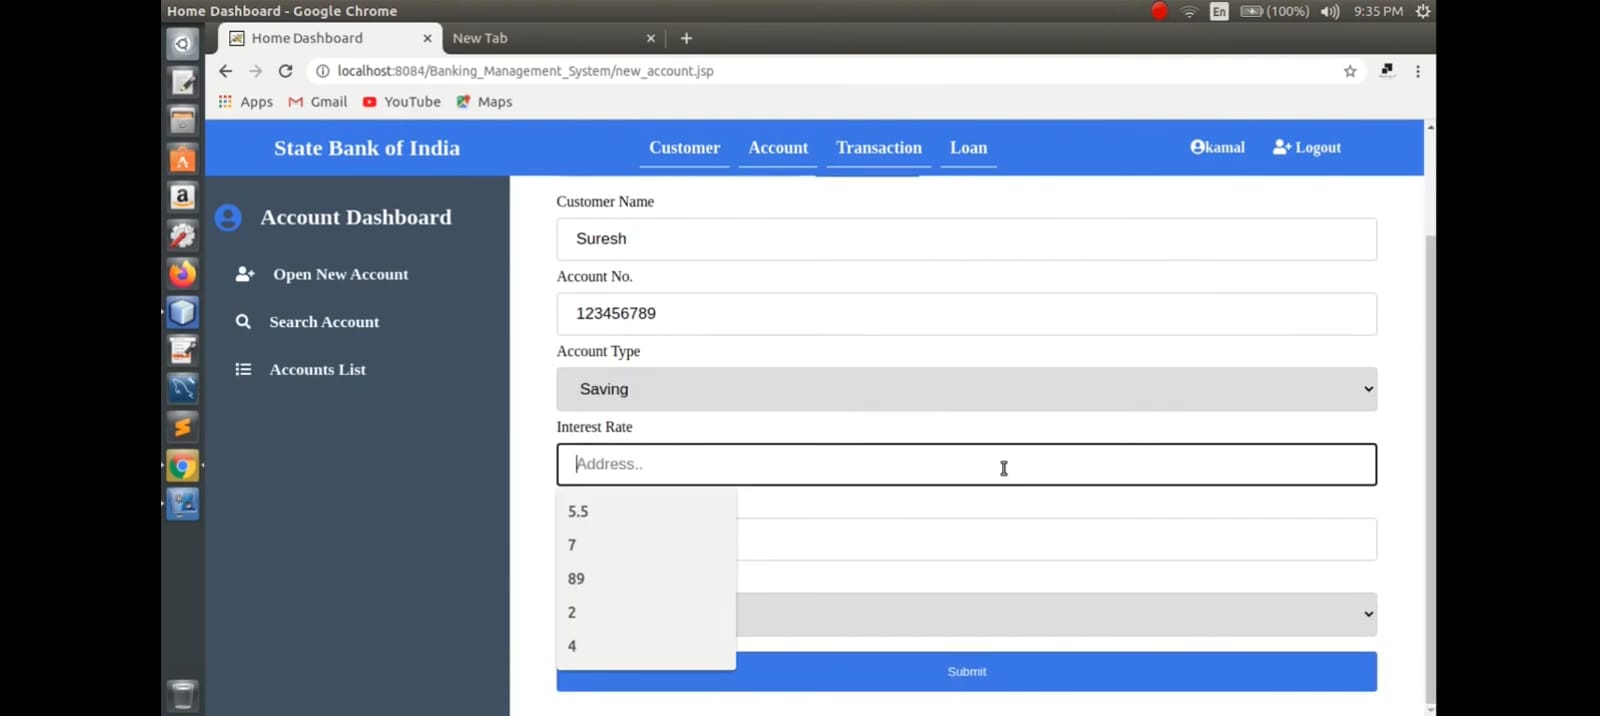 Home Dashboard - Google Chrome
En
(100%)
9:35 PM
Home Dashboard
New Tab
localhost:8084/Banking_Management_System/new_account.jsp
Apps
Gmail
YouTube
Maps
State Bank of India
Customer
Account
Transaction
Loan
kamal
Logout
Account Dashboard
Open New Account
Search Account
Accounts List
Customer Name
Suresh
Account No.
123456789
Account Type
Saving
Interest Rate
Address..
5.5
7
89
2
4
Submit